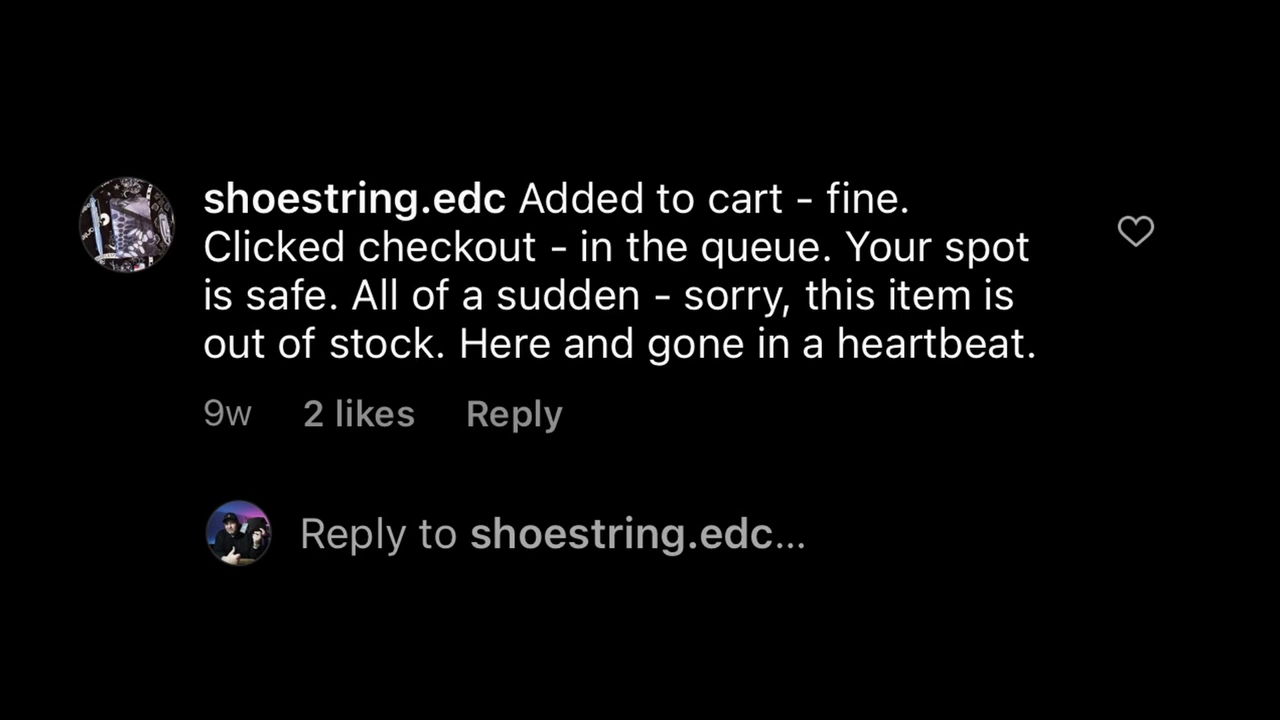 shoestring.edc Added to cart - fine.
Clicked checkout - in the queue. Your spot
is safe. All of a sudden - sorry, this item is
out of stock. Here and gone in a heartbeat.
9w 2 likes Reply
Reply to shoestring.edc...